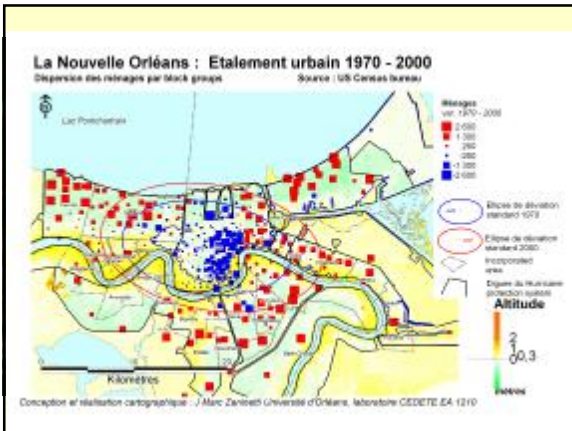 La Nouvelle Orléans : Etalement urbain 1970 - 2000
Dispersion des ménages par block groups Source : US Census bureau
Lac Pontchartrain
Ménages
var. 1970 - 2000
2 600
1 300
260
-260
-1 300
-2 600
Ellipse de déviation
standard 1970
Ellipse de déviation
standard 2000
Incorporated
area
Digues du Hurricane
protection system
Altitude
2
1
0,3
mètres
Kilomètres
Conception et réalisation cartographique : J Marc Zaninetti Université d'Orléans, laboratoire CEDETE EA 1210